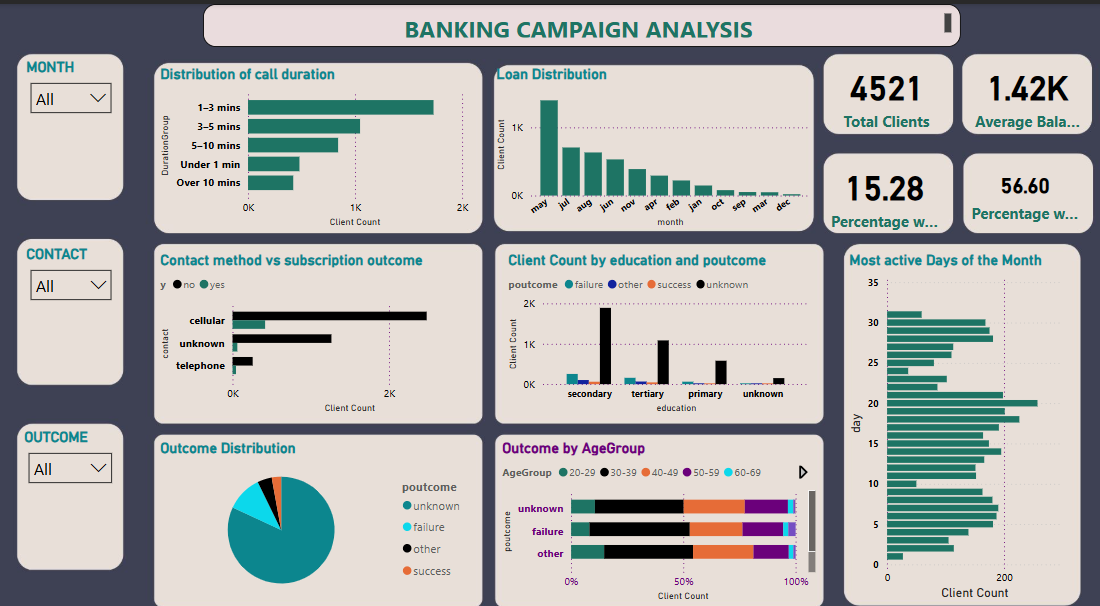 BANKING CAMPAIGN ANALYSIS
MONTH
All
CONTACT
All
OUTCOME
All
Distribution of call duration
DurationGroup
1–3 mins
3–5 mins
5–10 mins
Under 1 min
Over 10 mins
0K 1K 2K
Client Count
Loan Distribution
Client Count
1K
0K
may jul aug jun nov apr feb jan oct sep mar dec
month
4521
Total Clients
1.42K
Average Bala...
15.28
Percentage w...
56.60
Percentage w...
Contact method vs subscription outcome
y no yes
contact
cellular
unknown
telephone
0K 2K
Client Count
Client Count by education and poutcome
poutcome failure other success unknown
Client Count
2K
1K
0K
secondary tertiary primary unknown
education
Most active Days of the Month
day
35
30
25
20
15
10
5
0
0 200
Client Count
Outcome Distribution
poutcome
unknown
failure
other
success
Outcome by AgeGroup
AgeGroup 20-29 30-39 40-49 50-59 60-69
poutcome
unknown
failure
other
0% 50% 100%
Client Count